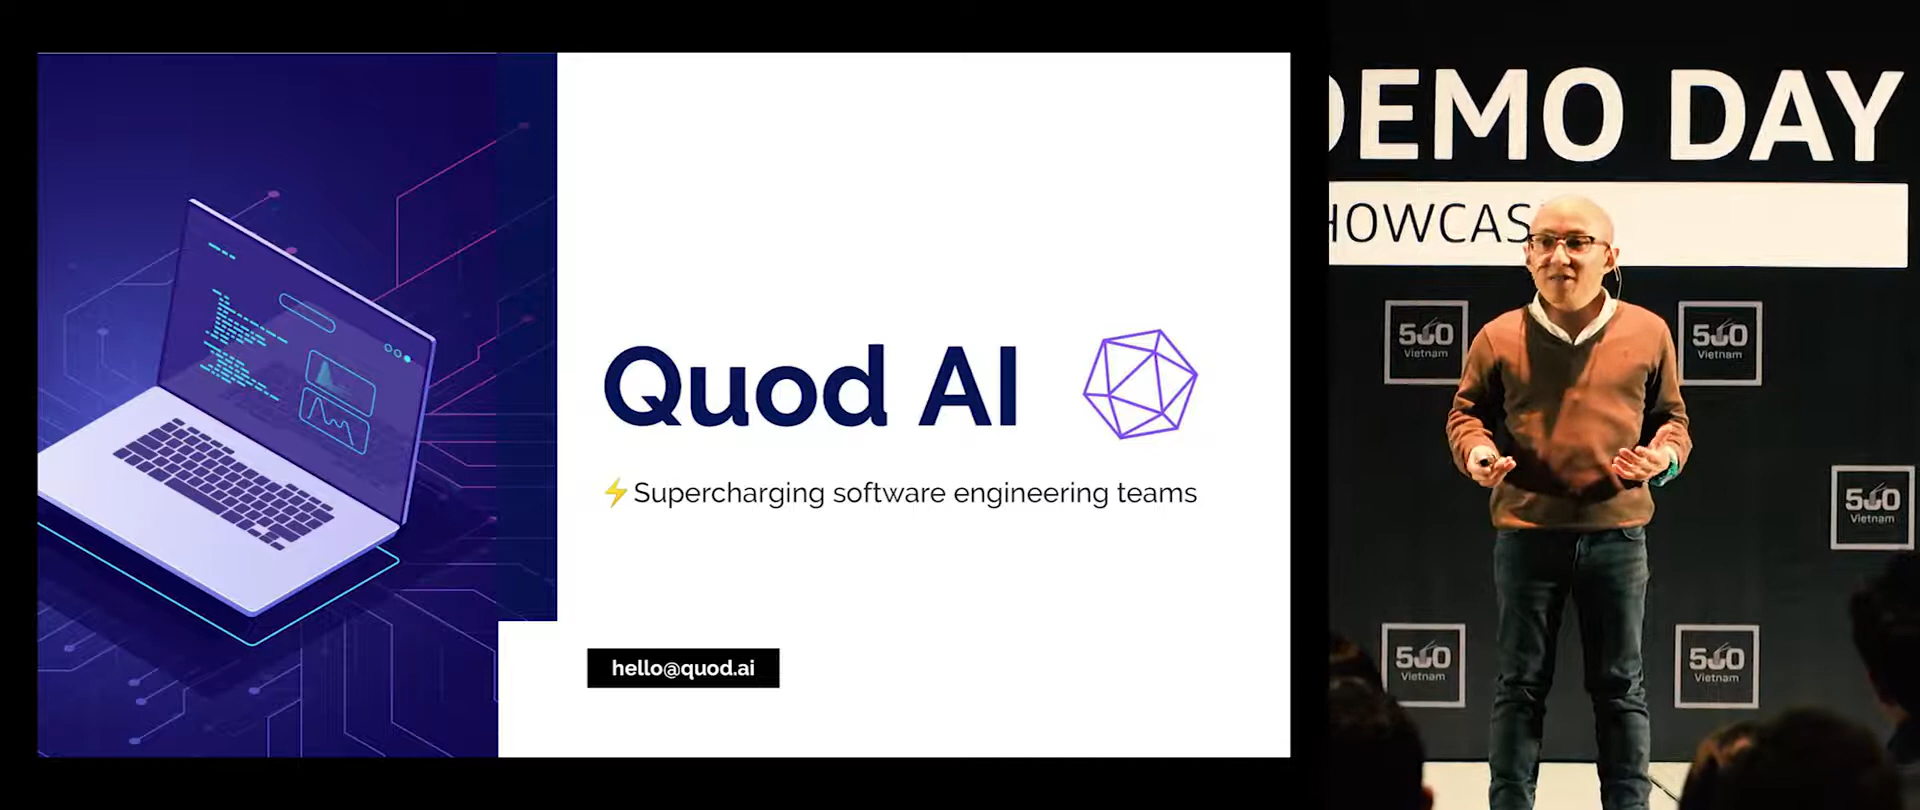 Quod AI
⚡Supercharging software engineering teams
hello@quod.ai
DEMO DAY
HOWCAS
500
Vietnam
500
Vietnam
500
Vietnam
500
Vietnam
500
Vietnam